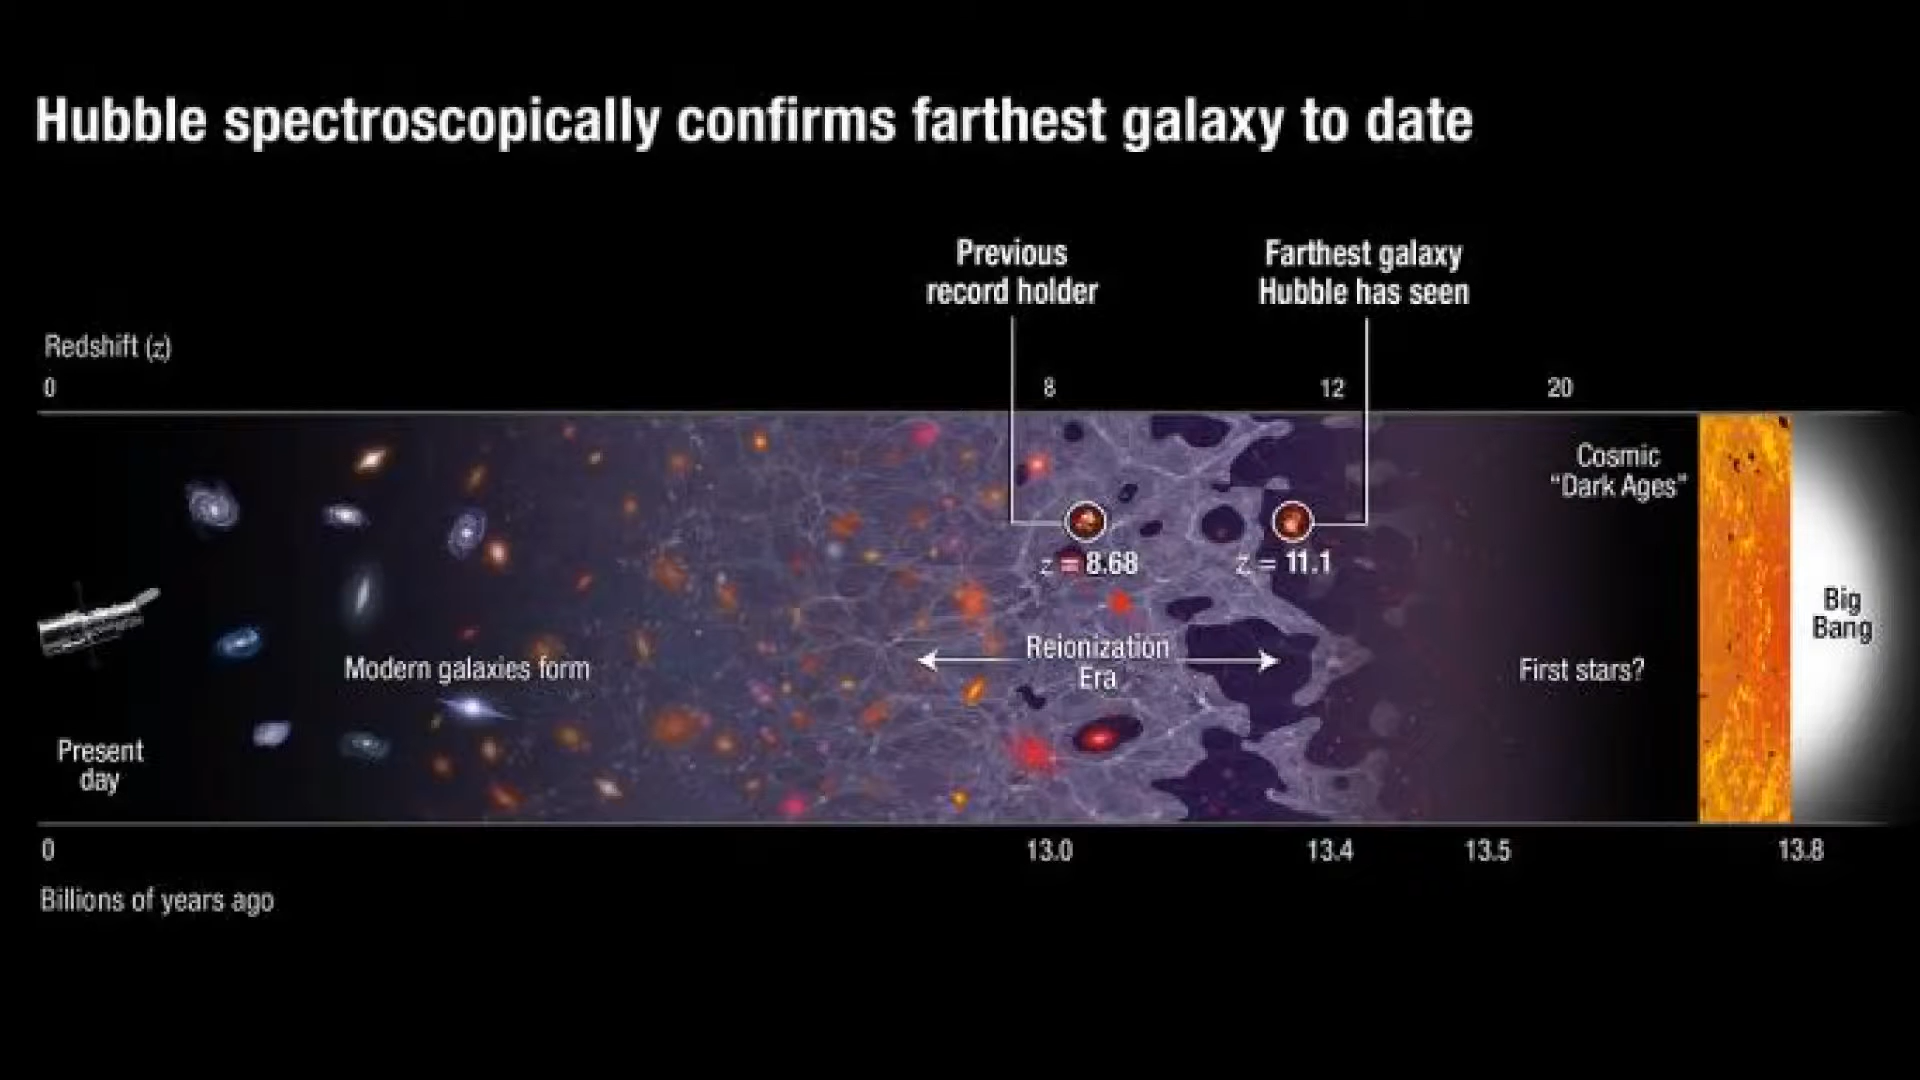 Hubble spectroscopically confirms farthest galaxy to date
Previous
record holder
Farthest galaxy
Hubble has seen
Redshift (z)
0
8
12
20
Cosmic
"Dark Ages"
z = 8.68
z = 11.1
Big
Bang
Reionization
Era
Modern galaxies form
First stars?
Present
day
0
13.0
13.4
13.5
13.8
Billions of years ago